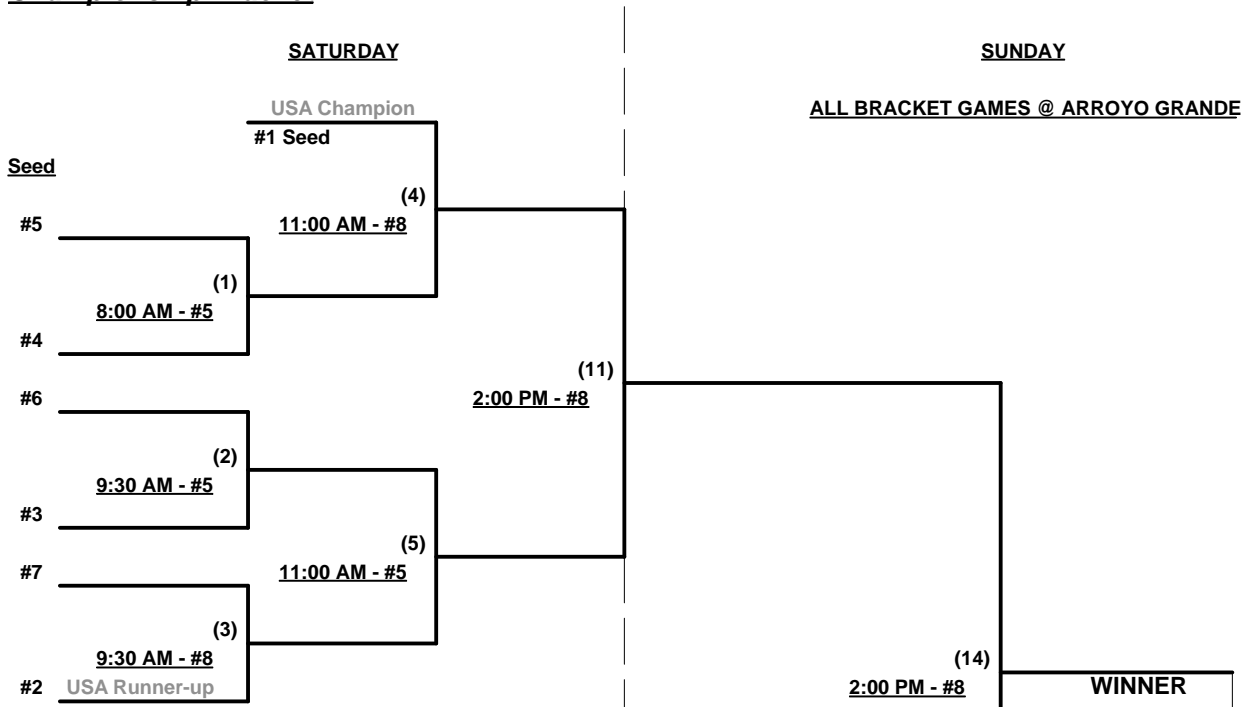 SATURDAY
SUNDAY
USA Champion
ALL BRACKET GAMES @ ARROYO GRANDE
#1 Seed
Seed
(4)
#5
11:00 AM - #8
(1)
8:00 AM - #5
#4
(11)
#6
2:00 PM - #8
(2)
9:30 AM - #5
#3
(5)
#7
11:00 AM - #5
(3)
9:30 AM - #8
(14)
#2 USA Runner-up
2:00 PM - #8
WINNER